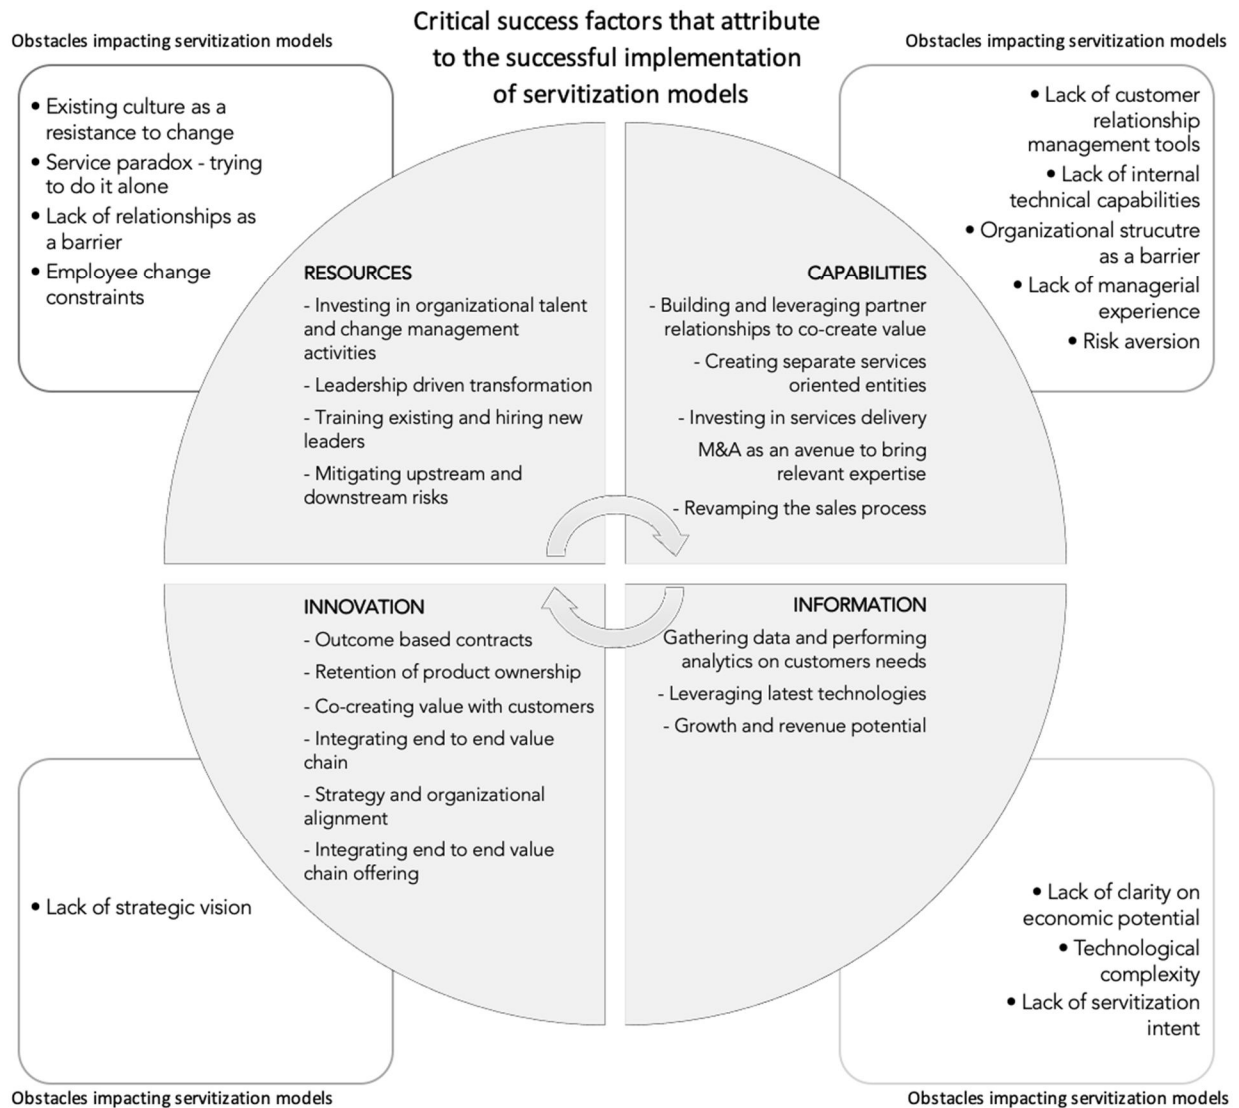 Critical success factors that attribute
to the successful implementation
of servitization models
Obstacles impacting servitization models
• Existing culture as a
resistance to change
• Service paradox - trying
to do it alone
• Lack of relationships as
a barrier
• Employee change
constraints
Obstacles impacting servitization models
• Lack of customer
relationship
management tools
• Lack of internal
technical capabilities
• Organizational strucutre
as a barrier
• Lack of managerial
experience
• Risk aversion
RESOURCES
- Investing in organizational talent
and change management
activities
- Leadership driven transformation
- Training existing and hiring new
leaders
- Mitigating upstream and
downstream risks
CAPABILITIES
- Building and leveraging partner
relationships to co-create value
- Creating separate services
oriented entities
- Investing in services delivery
M&A as an avenue to bring
relevant expertise
- Revamping the sales process
INNOVATION
- Outcome based contracts
- Retention of product ownership
- Co-creating value with customers
- Integrating end to end value
chain
- Strategy and organizational
alignment
- Integrating end to end value
chain offering
INFORMATION
Gathering data and performing
analytics on customers needs
- Leveraging latest technologies
- Growth and revenue potential
• Lack of strategic vision
Obstacles impacting servitization models
• Lack of clarity on
economic potential
• Technological
complexity
• Lack of servitization
intent
Obstacles impacting servitization models